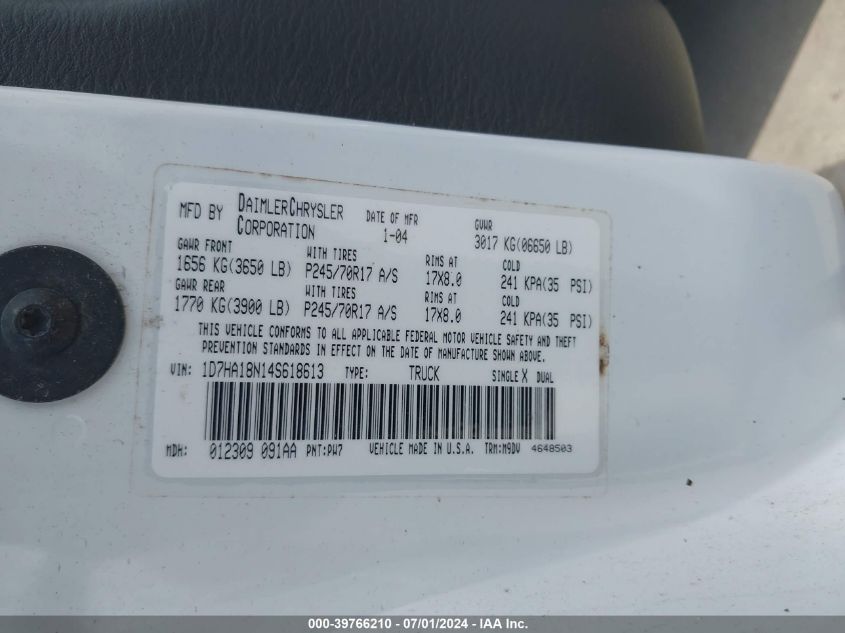 MFD BY DAIMLERCHRYSLER CORPORATION DATE OF MFR 1-04 GVWR 3017 KG(06650 LB)
GAWR FRONT WITH TIRES RIMS AT COLD
1656 KG(3650 LB) P245/70R17 A/S 17X8.0 241 KPA(35 PSI)
GAWR REAR WITH TIRES RIMS AT COLD
1770 KG(3900 LB) P245/70R17 A/S 17X8.0 241 KPA(35 PSI)
THIS VEHICLE CONFORMS TO ALL APPLICABLE FEDERAL MOTOR VEHICLE SAFETY AND THEFT
PREVENTION STANDARDS IN EFFECT ON THE DATE OF MANUFACTURE SHOWN ABOVE.
VIN: 1D7HA18N14S618613 TYPE: TRUCK SINGLE X DUAL
MDH: 012309 091AA PNT:PW7 VEHICLE MADE IN U.S.A. TRM:M9DV 4648503
000-39766210 - 07/01/2024 - IAA Inc.